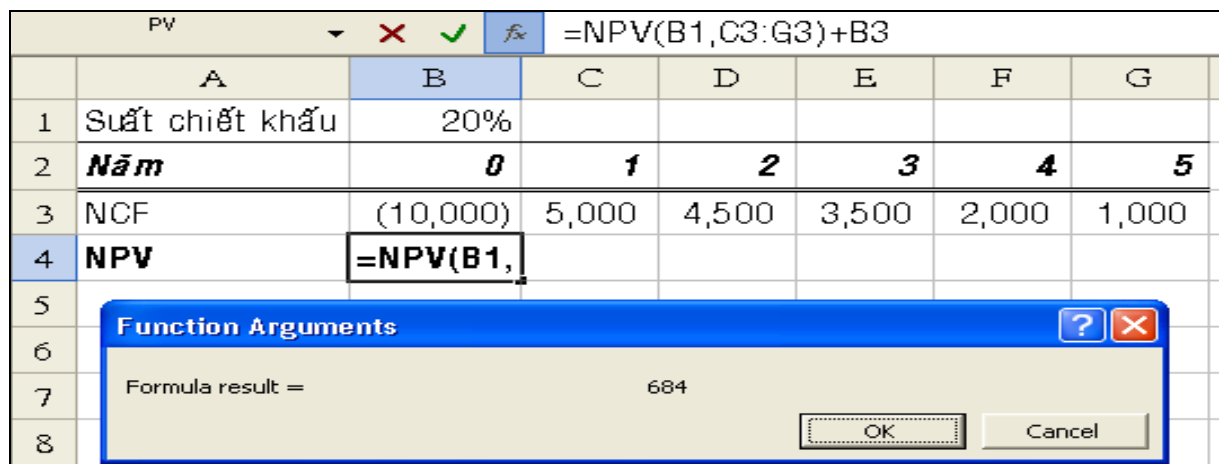 PV fx =NPV(B1,C3:G3)+B3
A B C D E F G
1 Suất chiết khấu 20%
2 Năm 0 1 2 3 4 5
3 NCF (10,000) 5,000 4,500 3,500 2,000 1,000
4 NPV =NPV(B1,
5
Function Arguments ?
6
7 Formula result = 684
8 OK Cancel